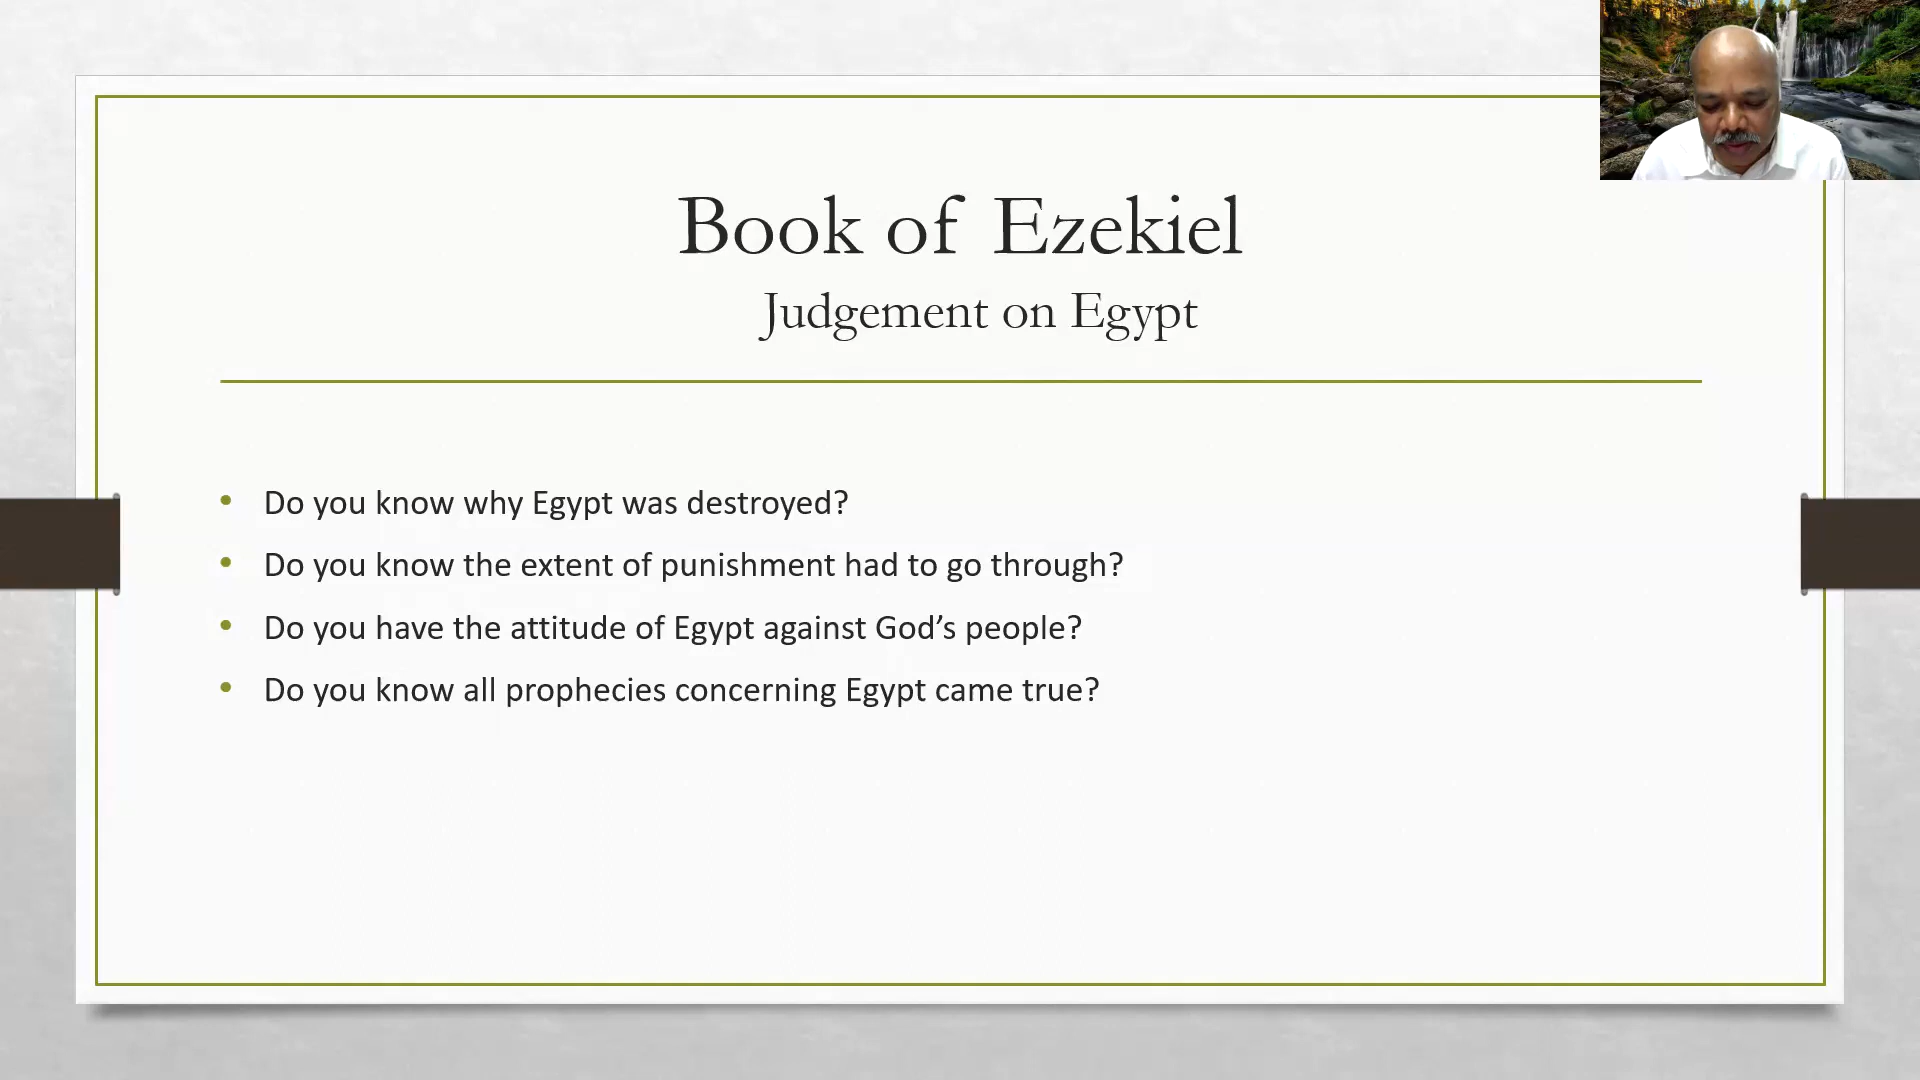 Book of Ezekiel
Judgement on Egypt
• Do you know why Egypt was destroyed?
• Do you know the extent of punishment had to go through?
• Do you have the attitude of Egypt against God’s people?
• Do you know all prophecies concerning Egypt came true?